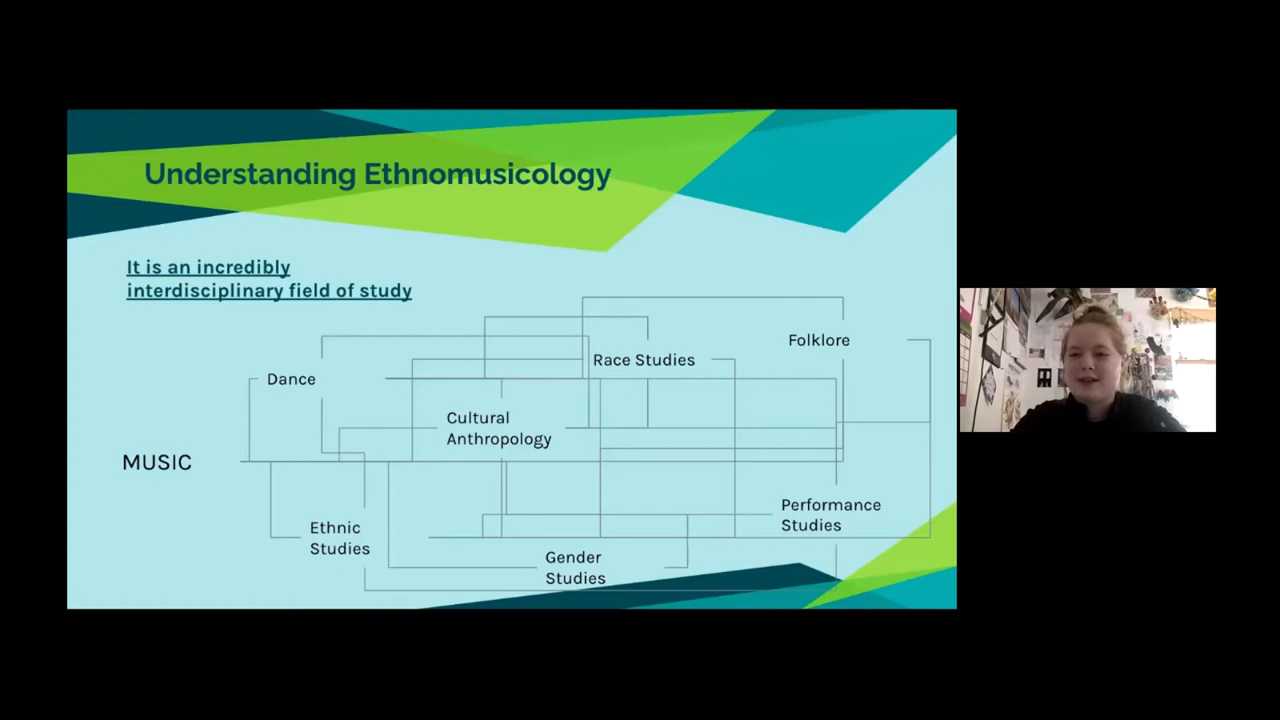 Understanding Ethnomusicology
It is an incredibly
interdisciplinary field of study
Folklore
Race Studies
Dance
Cultural
Anthropology
MUSIC
Performance
Studies
Ethnic
Studies
Gender
Studies